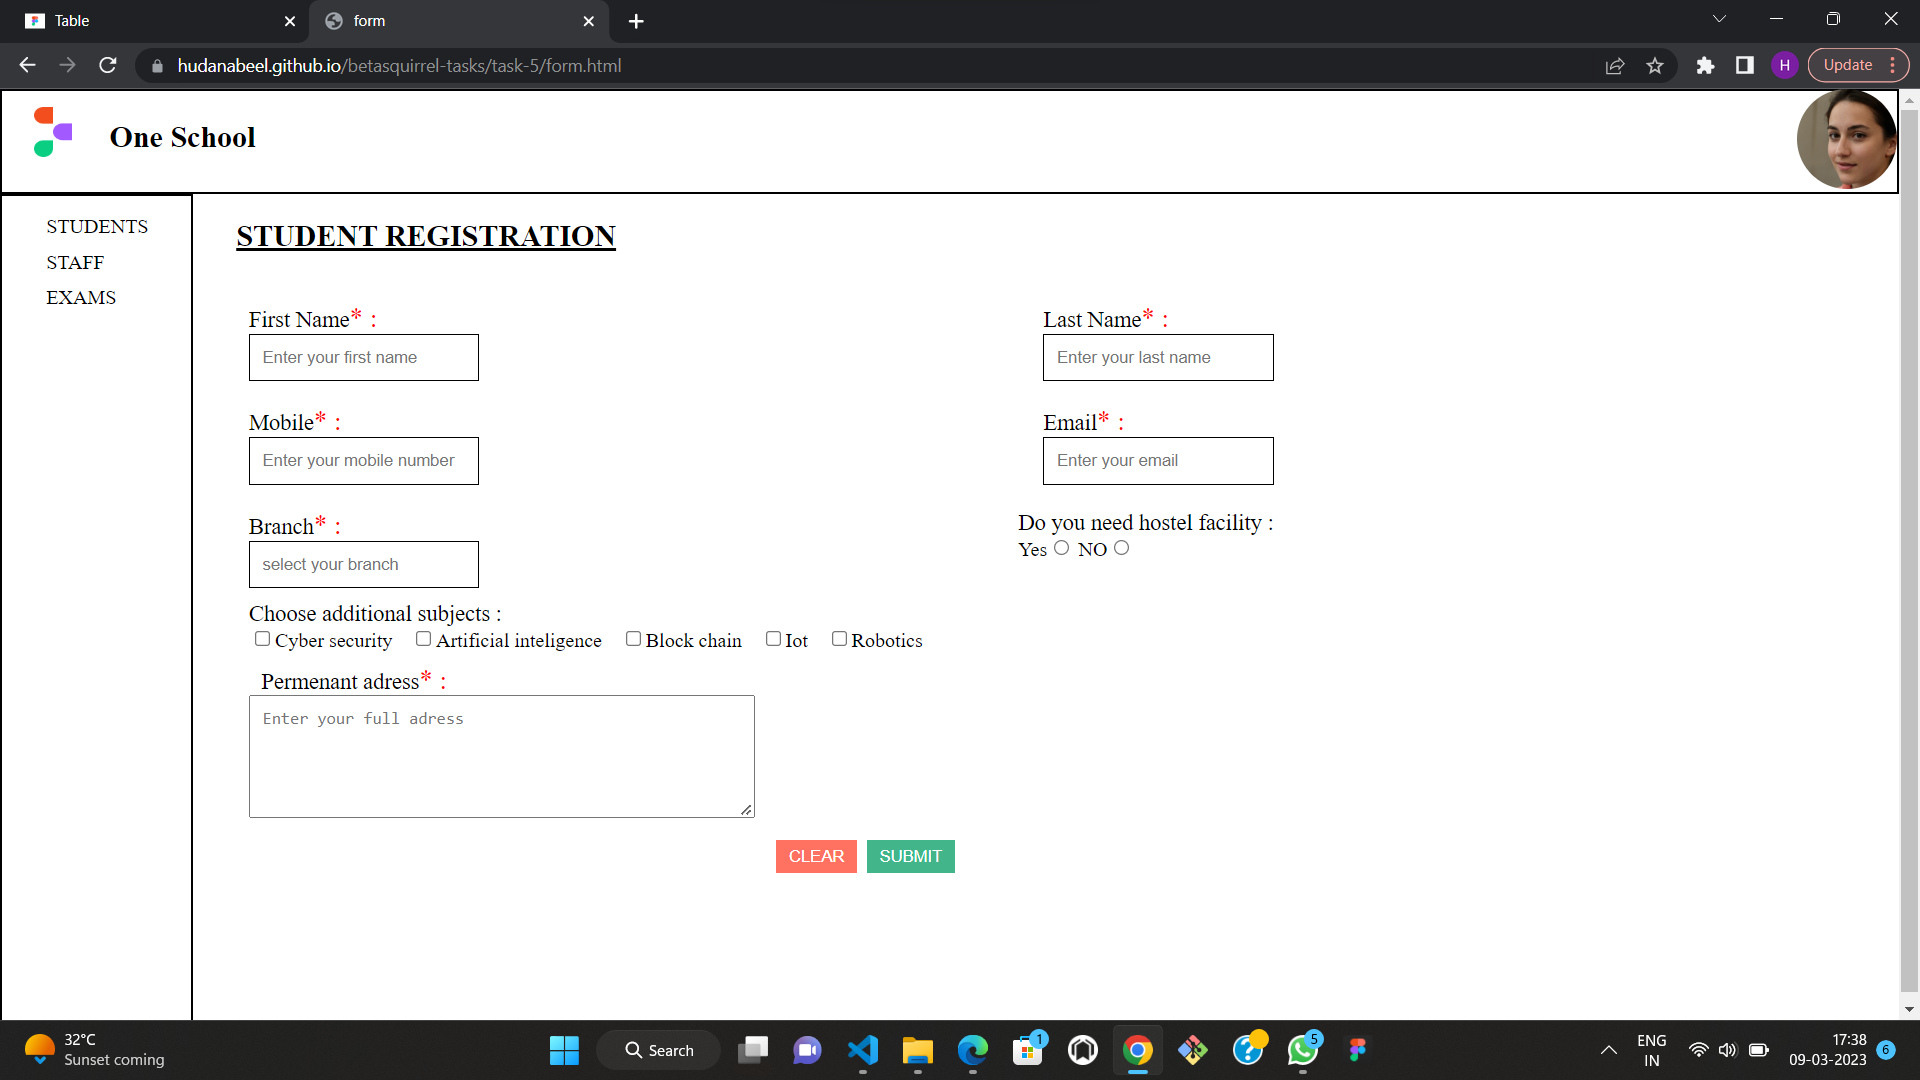 Table
form
hudanabeel.github.io/betasquirrel-tasks/task-5/form.html
H
Update
One School
STUDENTS
STAFF
EXAMS
STUDENT REGISTRATION
First Name* :
Last Name* :
Enter your first name
Enter your last name
Mobile* :
Email* :
Enter your mobile number
Enter your email
Branch* :
Do you need hostel facility :
Yes NO
select your branch
Choose additional subjects :
Cyber security Artificial inteligence Block chain Iot Robotics
Permenant adress* :
Enter your full adress
CLEAR SUBMIT
32°C
Sunset coming
Search
1
5
ENG
IN
17:38
09-03-2023
6